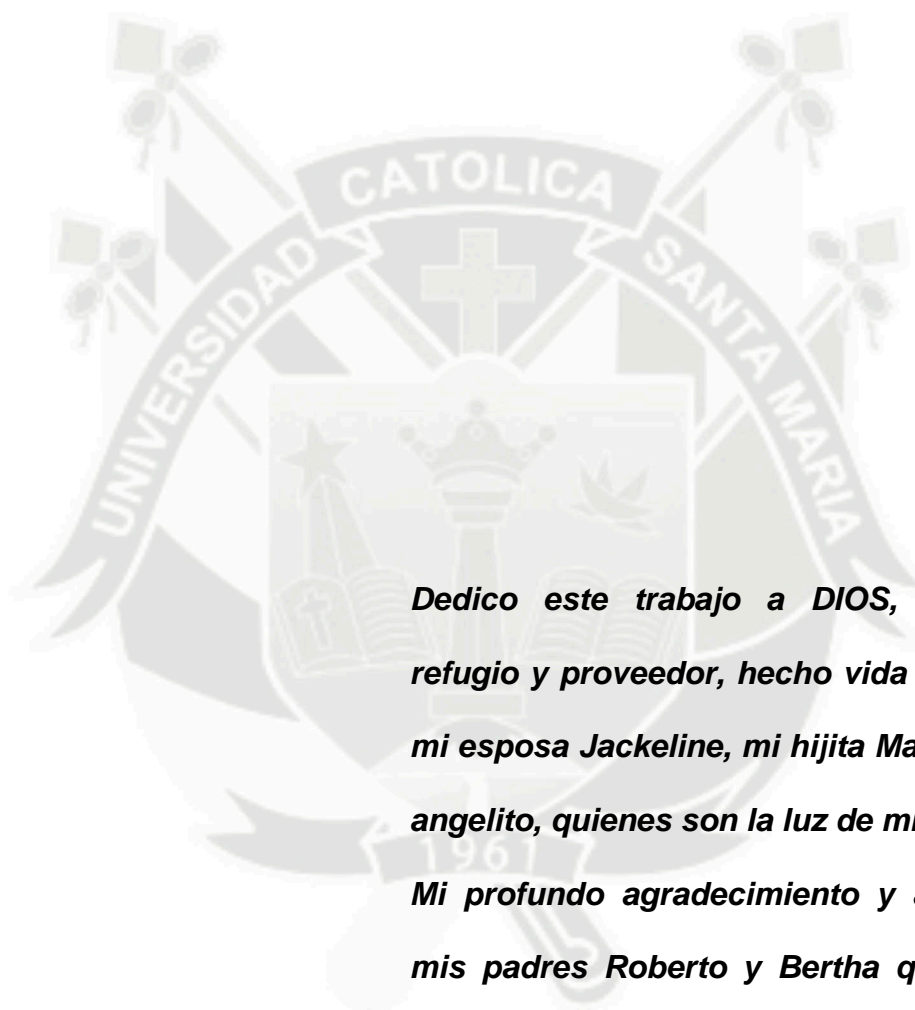 UNIVERSIDAD CATOLICA SANTA MARIA
Dedico este trabajo a DIOS,
refugio y proveedor, hecho vida
mi esposa Jackeline, mi hijita Ma
angelito, quienes son la luz de m
1961
Mi profundo agradecimiento y
mis padres Roberto y Bertha q